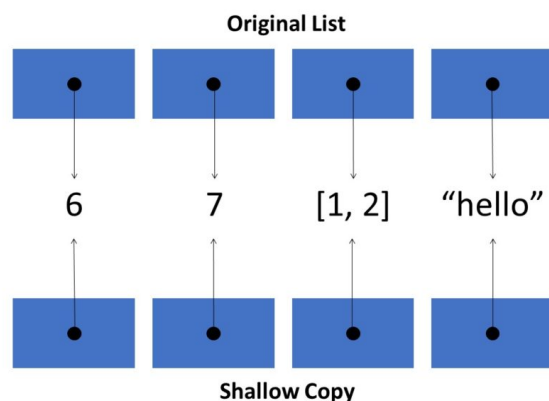 Original List
6 7 [1, 2] “hello”
Shallow Copy